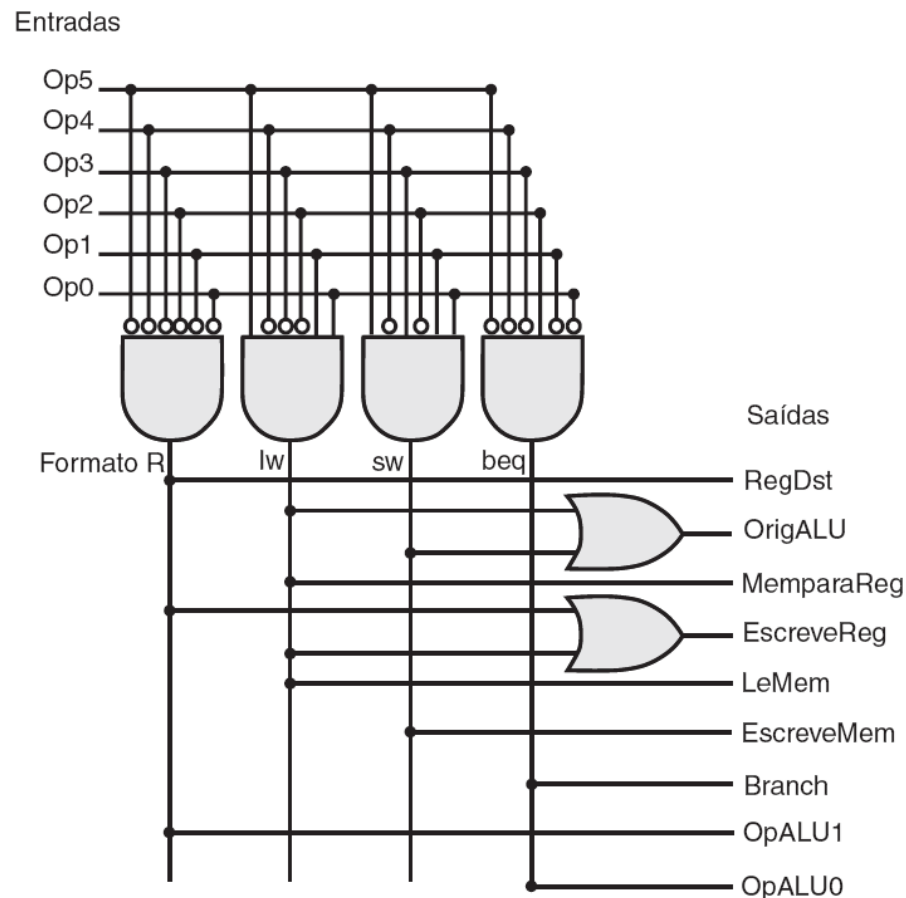 Entradas
Op5
Op4
Op3
Op2
Op1
Op0
Saídas
Formato R
lw
sw
beq
RegDst
OrigALU
MemparaReg
EscreveReg
LeMem
EscreveMem
Branch
OpALU1
OpALU0